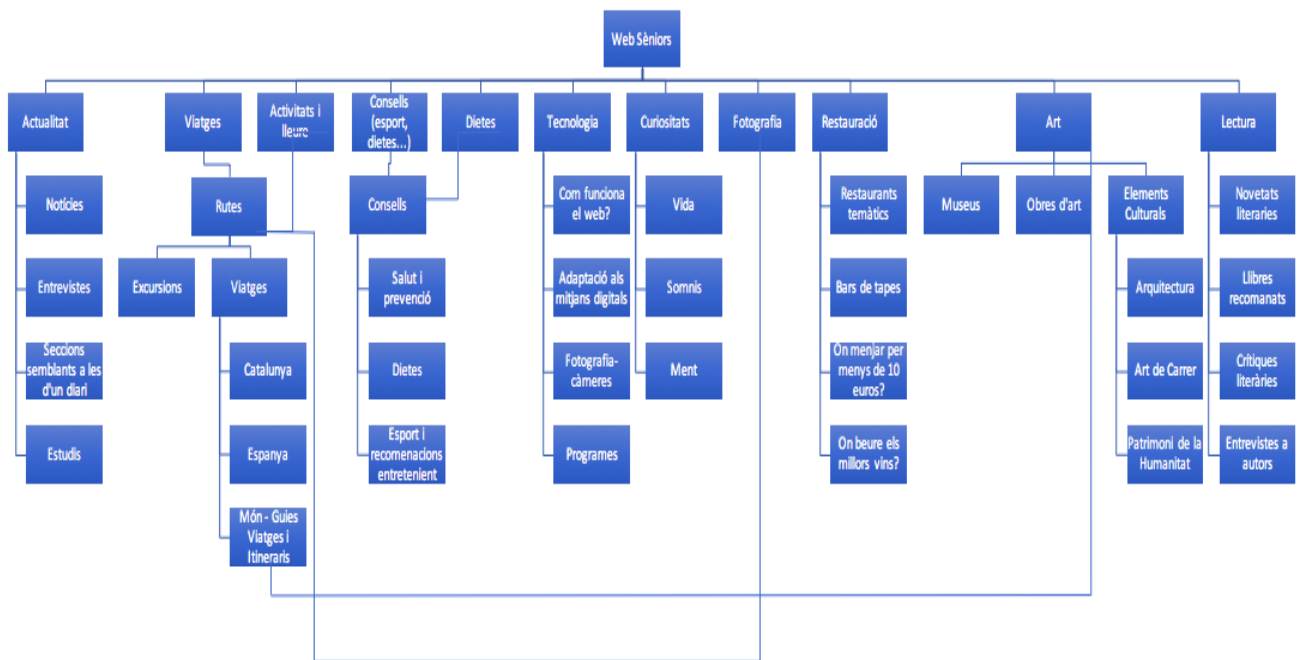 Web Sèniors
Actualitat
Viatges
Activitats i
lleure
Consells
(esport,
dietes...)
Dietes
Tecnologia
Curiositats
Fotografia
Restauració
Art
Lectura
Notícies
Entrevistes
Seccions
semblants a les
d'un diari
Estudis
Rutes
Excursions
Viatges
Catalunya
Espanya
Món - Guies
Viatges i
Itineraris
Consells
Salut i
prevenció
Dietes
Esport i
recomenacions
entretenient
Com funciona
el web?
Adaptació als
mitjans digitals
Fotografia-
càmeres
Programes
Vida
Somnis
Ment
Restaurants
temàtics
Bars de tapes
On menjar per
menys de 10
euros?
On beure els
millors vins?
Museus
Obres d'art
Elements
Culturals
Arquitectura
Art de Carrer
Patrimoni de la
Humanitat
Novetats
literaries
Llibres
recomanats
Crítiques
literàries
Entrevistes a
autors